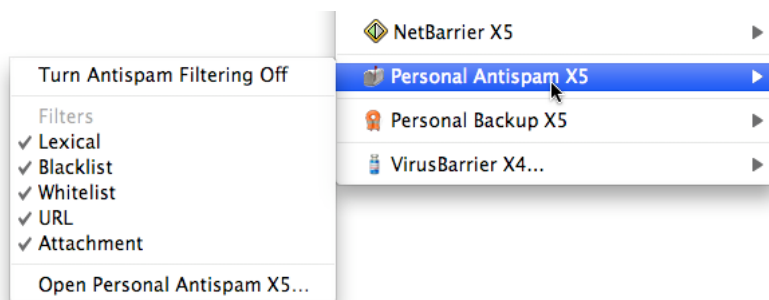 NetBarrier X5
Personal Antispam X5
Personal Backup X5
VirusBarrier X4...
Turn Antispam Filtering Off
Filters
Lexical
Blacklist
Whitelist
URL
Attachment
Open Personal Antispam X5...